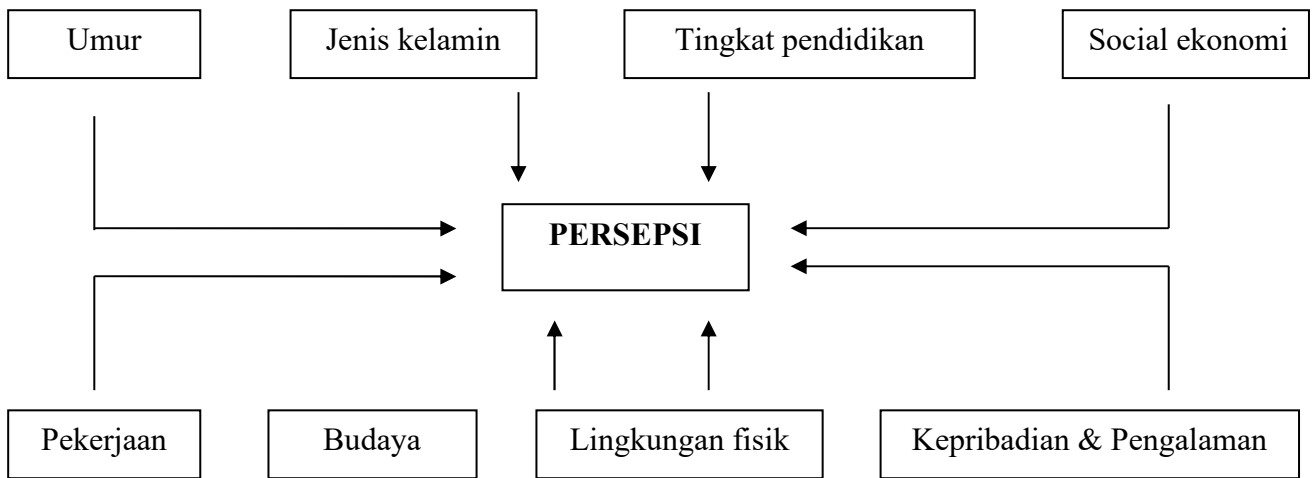 Umur
Jenis kelamin
Tingkat pendidikan
Social ekonomi
PERSEPSI
Pekerjaan
Budaya
Lingkungan fisik
Kepribadian & Pengalaman